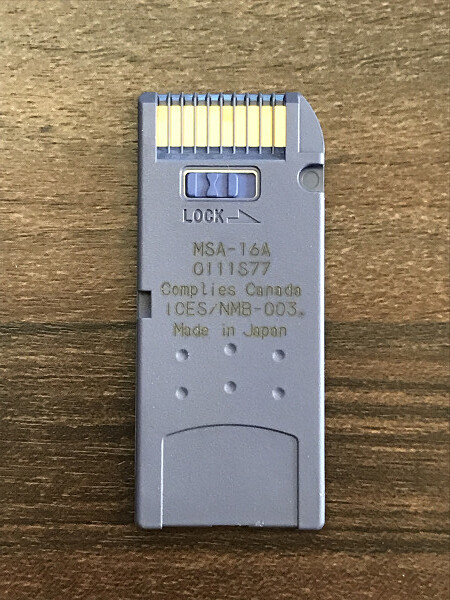 LOCK
MSA-16A
0111S77
Complies Canada
ICES/NMB-003.
Made in Japan